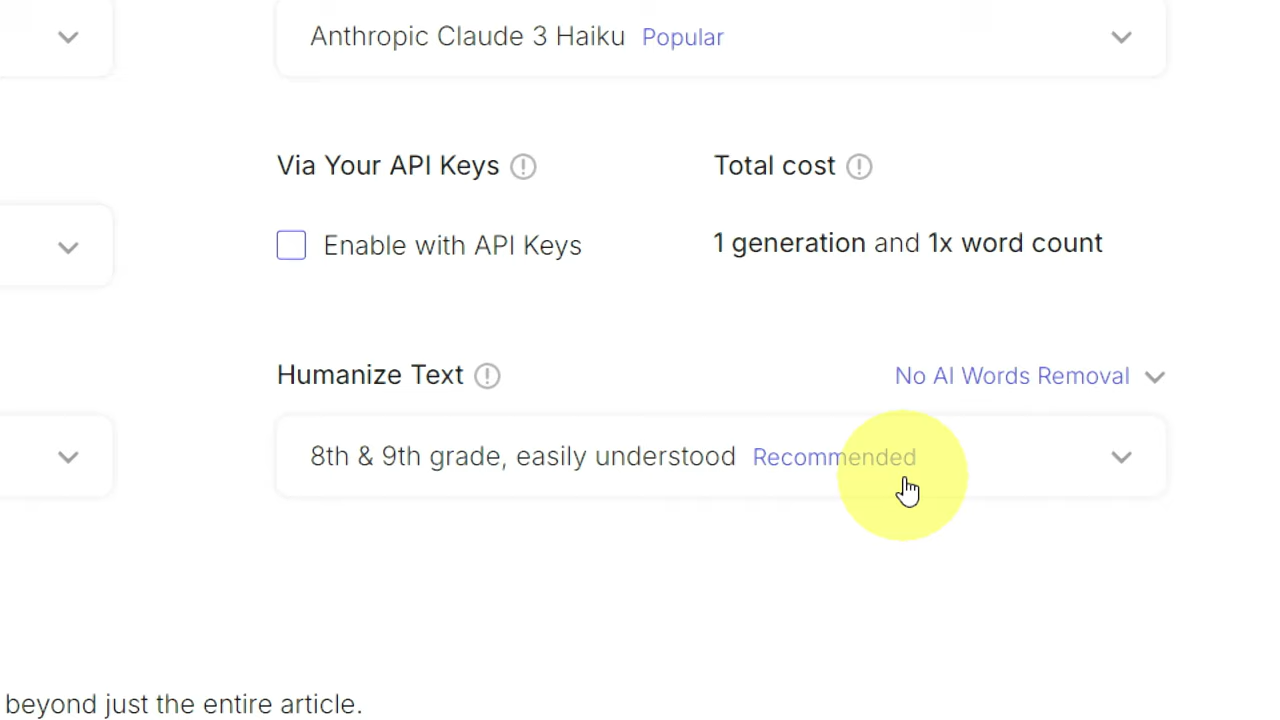 Anthropic Claude 3 Haiku Popular
Via Your API Keys
Total cost
Enable with API Keys
1 generation and 1x word count
Humanize Text
No AI Words Removal
8th & 9th grade, easily understood Recommended
beyond just the entire article.